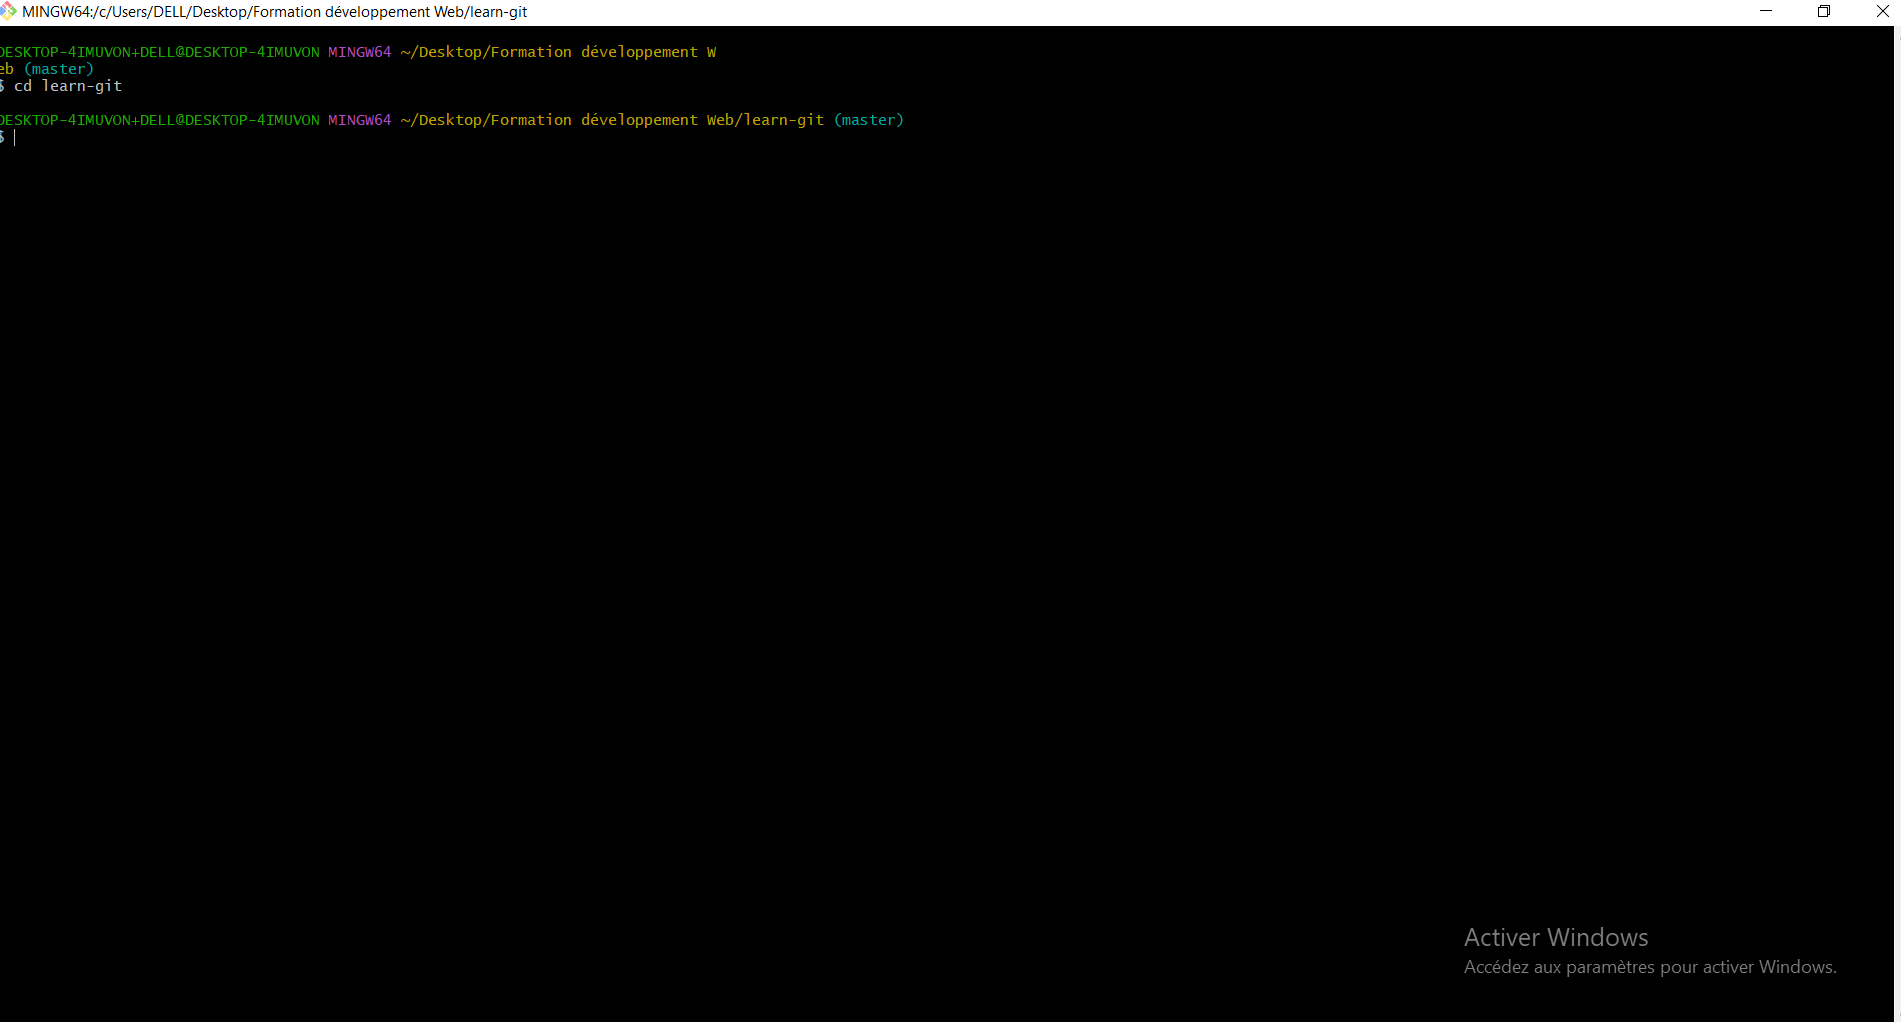 MINGW64:/c/Users/DELL/Desktop/Formation développement Web/learn-git
DESKTOP-4IMUVON+DELL@DESKTOP-4IMUVON MINGW64 ~/Desktop/Formation développement W
eb (master)
$ cd learn-git
DESKTOP-4IMUVON+DELL@DESKTOP-4IMUVON MINGW64 ~/Desktop/Formation développement Web/learn-git (master)
$
Activer Windows
Accédez aux paramètres pour activer Windows.